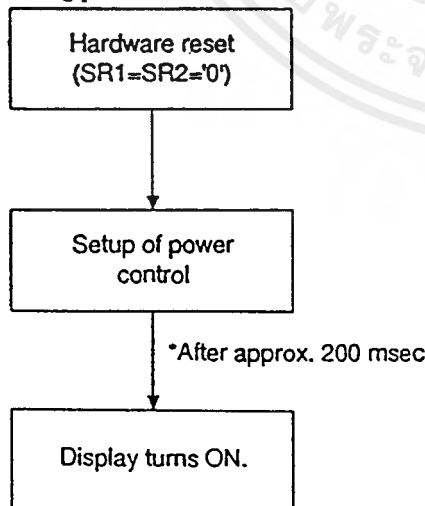 Hardware reset
(SR1=SR2='0')
Setup of power
control
*After approx. 200 msec
Display turns ON.